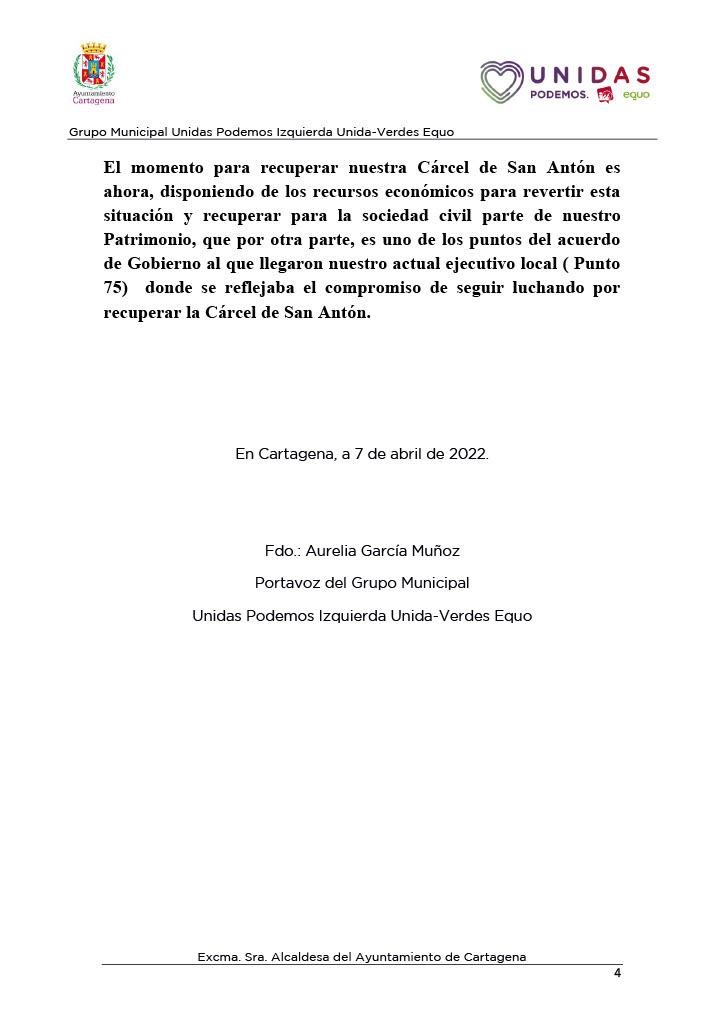 Ayuntamiento
Cartagena
UNIDAS
PODEMOS. equo
Grupo Municipal Unidas Podemos Izquierda Unida-Verdes Equo
El momento para recuperar nuestra Cárcel de San Antón es
ahora, disponiendo de los recursos económicos para revertir esta
situación y recuperar para la sociedad civil parte de nuestro
Patrimonio, que por otra parte, es uno de los puntos del acuerdo
de Gobierno al que llegaron nuestro actual ejecutivo local ( Punto
75) donde se reflejaba el compromiso de seguir luchando por
recuperar la Cárcel de San Antón.
En Cartagena, a 7 de abril de 2022.
Fdo.: Aurelia García Muñoz
Portavoz del Grupo Municipal
Unidas Podemos Izquierda Unida-Verdes Equo
Excma. Sra. Alcaldesa del Ayuntamiento de Cartagena
4